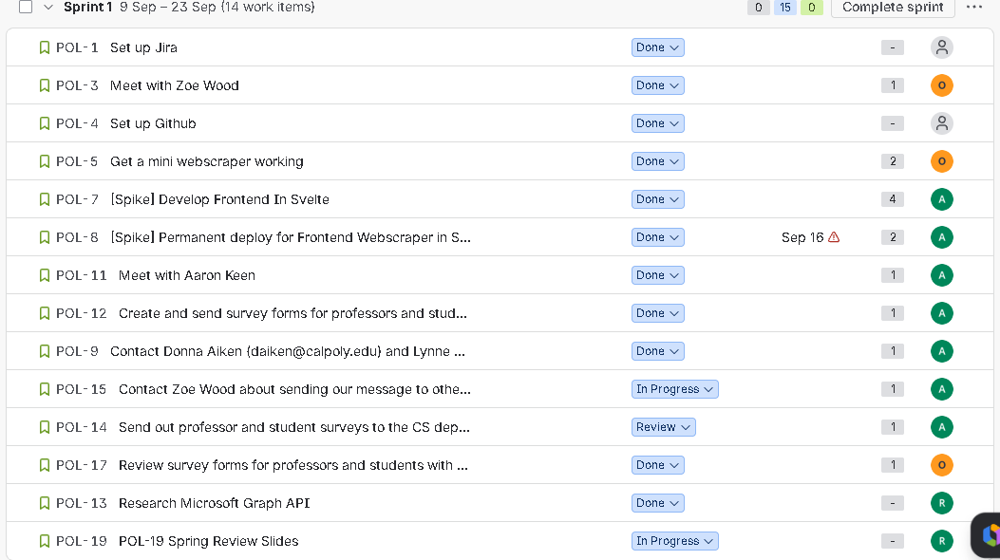 Sprint 1 9 Sep – 23 Sep (14 work items) 0 15 0 Complete sprint
POL-1 Set up Jira Done -
POL-3 Meet with Zoe Wood Done 1 O
POL-4 Set up Github Done -
POL-5 Get a mini webscraper working Done 2 O
POL-7 [Spike] Develop Frontend In Svelte Done 4 A
POL-8 [Spike] Permanent deploy for Frontend Webscraper in S... Done Sep 16 2 A
POL-11 Meet with Aaron Keen Done 1 A
POL-12 Create and send survey forms for professors and stud... Done 1 A
POL-9 Contact Donna Aiken (daiken@calpoly.edu) and Lynne ... Done 1 A
POL-15 Contact Zoe Wood about sending our message to othe... In Progress 1 A
POL-14 Send out professor and student surveys to the CS dep... Review 1 A
POL-17 Review survey forms for professors and students with ... Done 1 O
POL-13 Research Microsoft Graph API Done - R
POL-19 POL-19 Spring Review Slides In Progress - R